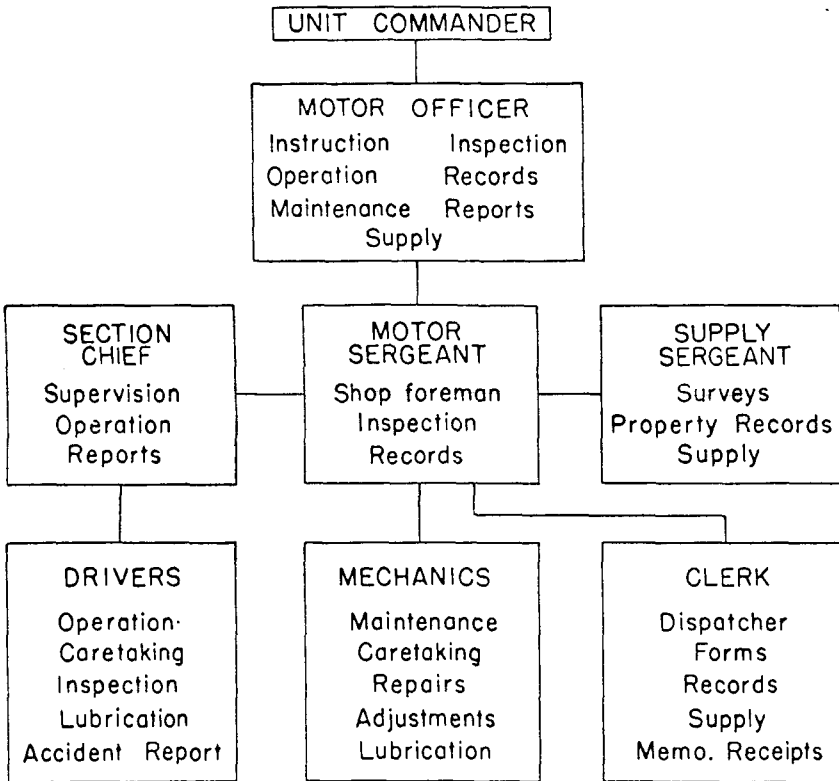 UNIT COMMANDER
MOTOR OFFICER
Instruction Inspection
Operation Records
Maintenance Reports
Supply
SECTION
CHIEF
Supervision
Operation
Reports
MOTOR
SERGEANT
Shop foreman
Inspection
Records
SUPPLY
SERGEANT
Surveys
Property Records
Supply
DRIVERS
Operation
Caretaking
Inspection
Lubrication
Accident Report
MECHANICS
Maintenance
Caretaking
Repairs
Adjustments
Lubrication
CLERK
Dispatcher
Forms
Records
Supply
Memo. Receipts